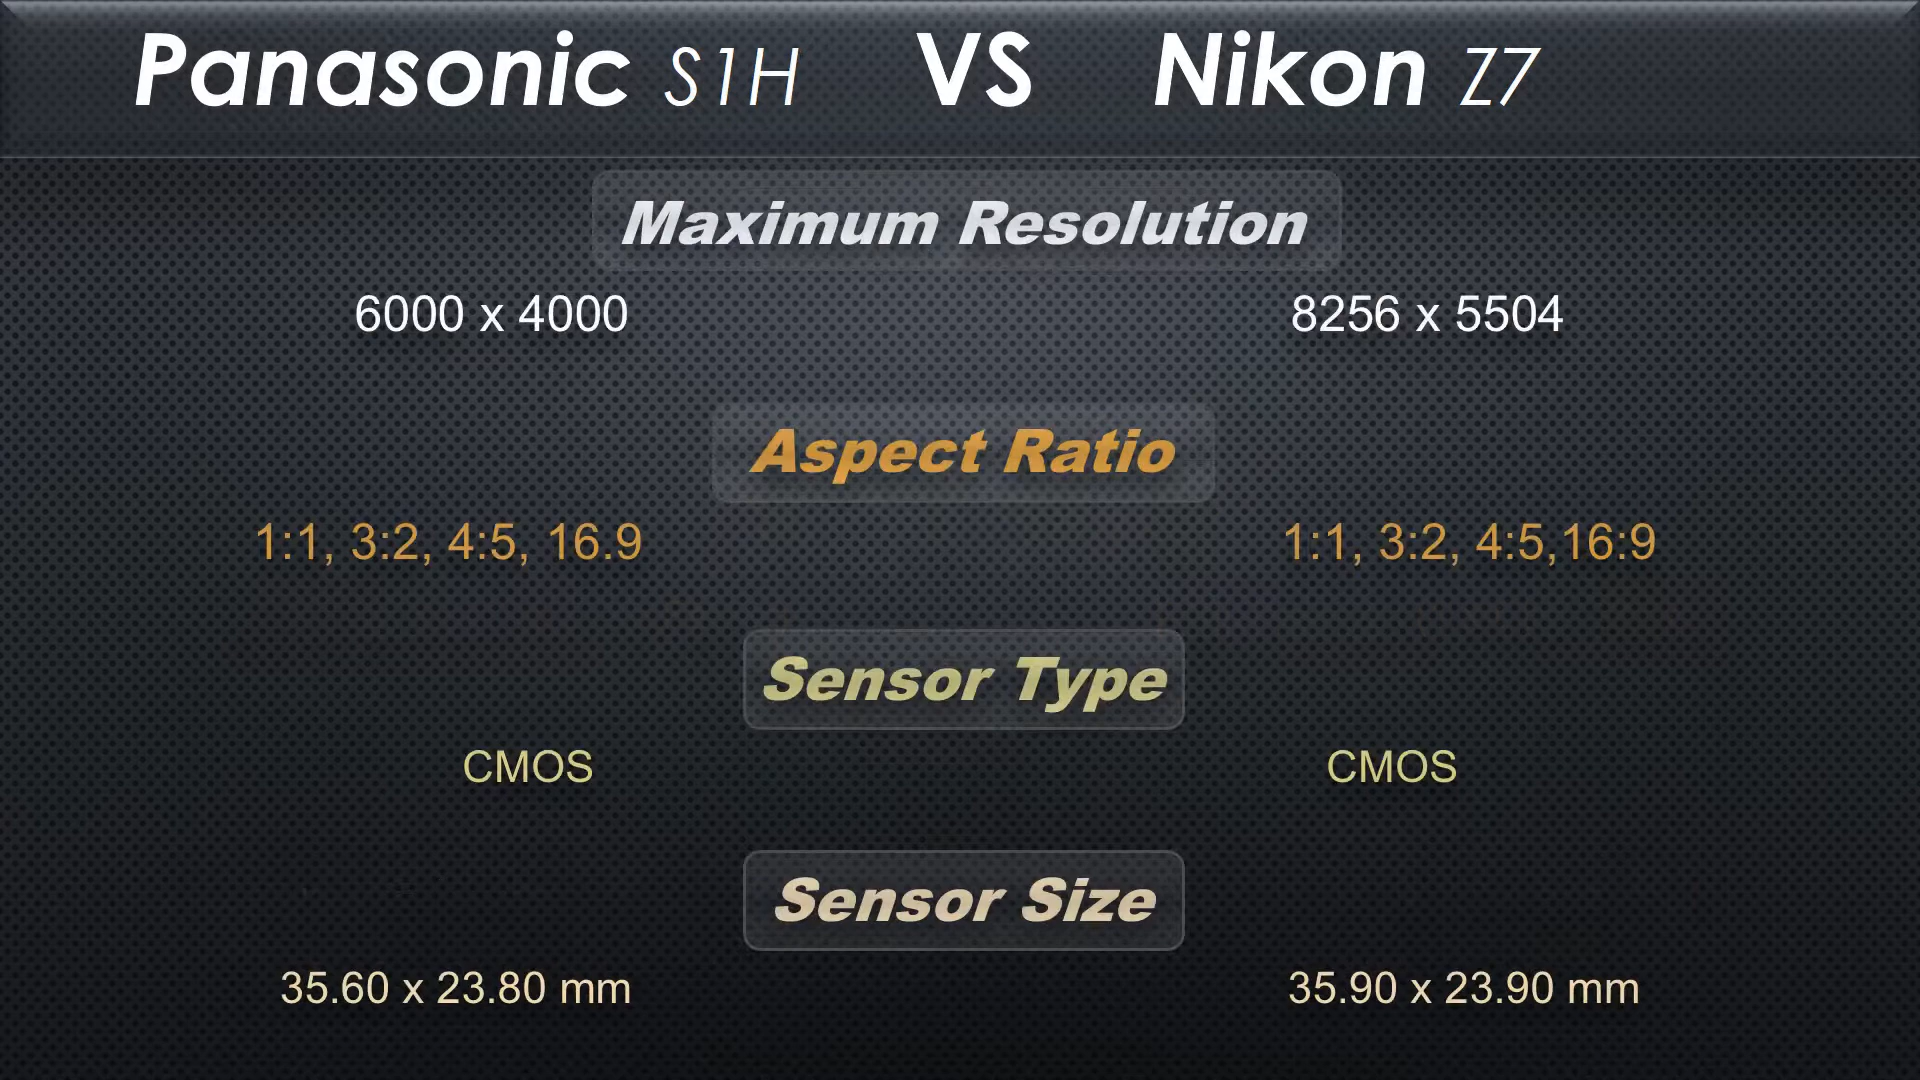 Panasonic S1H VS Nikon Z7
Maximum Resolution
6000 x 4000 8256 x 5504
Aspect Ratio
1:1, 3:2, 4:5, 16.9 1:1, 3:2, 4:5,16:9
Sensor Type
CMOS CMOS
Sensor Size
35.60 x 23.80 mm 35.90 x 23.90 mm